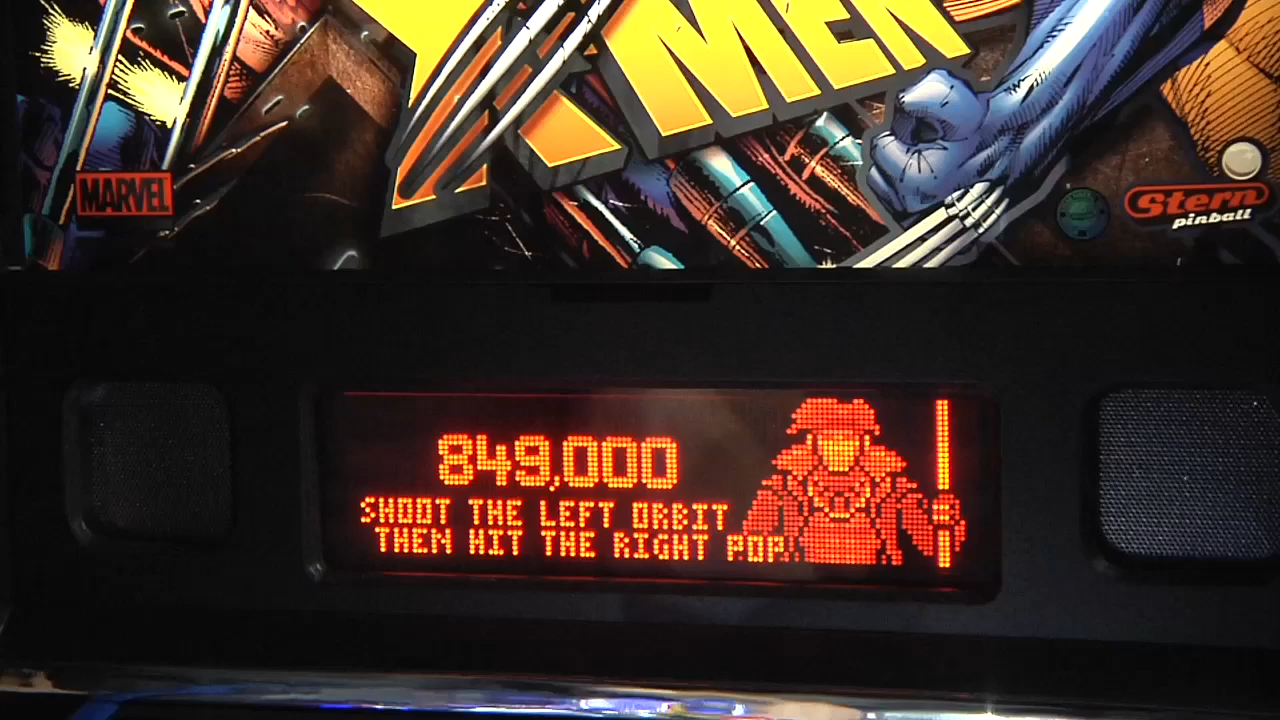 X-MEN
MARVEL
Stern
pinball
849,000
SHOOT THE LEFT ORBIT
THEN HIT THE RIGHT POP